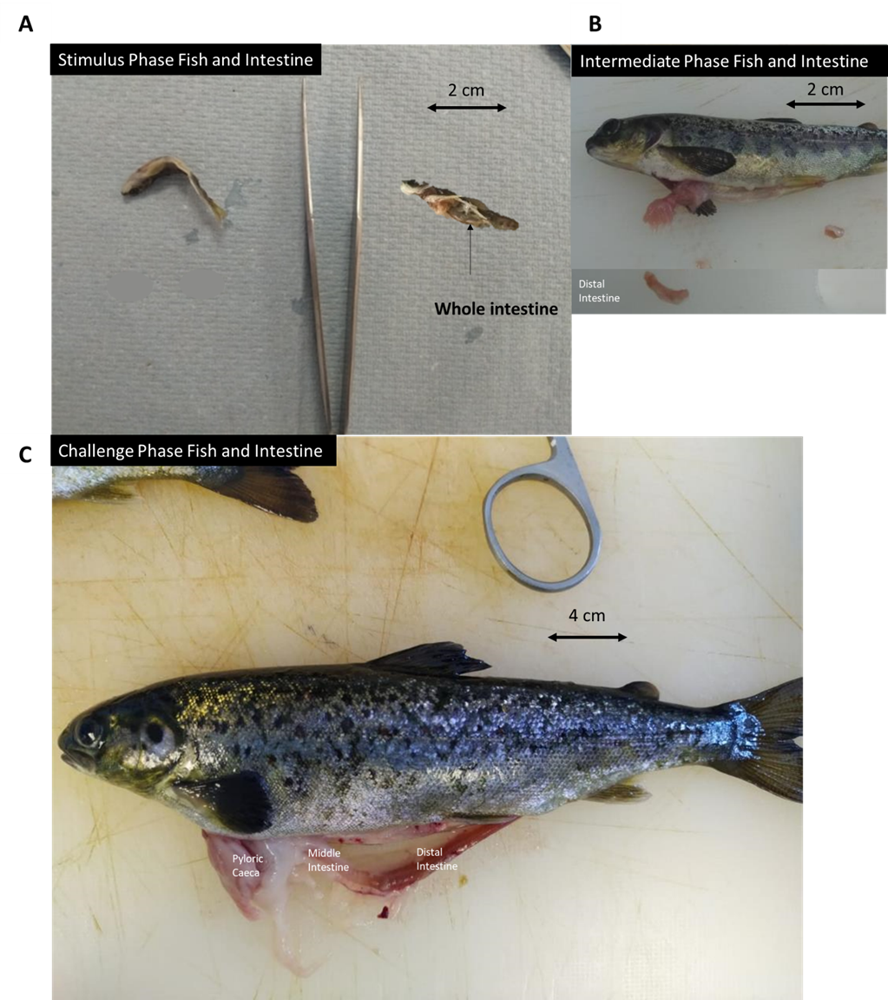 A
B
Stimulus Phase Fish and Intestine
Intermediate Phase Fish and Intestine
2 cm
2 cm
Whole intestine
Distal
Intestine
C
Challenge Phase Fish and Intestine
4 cm
Pyloric
Caeca
Middle
Intestine
Distal
Intestine